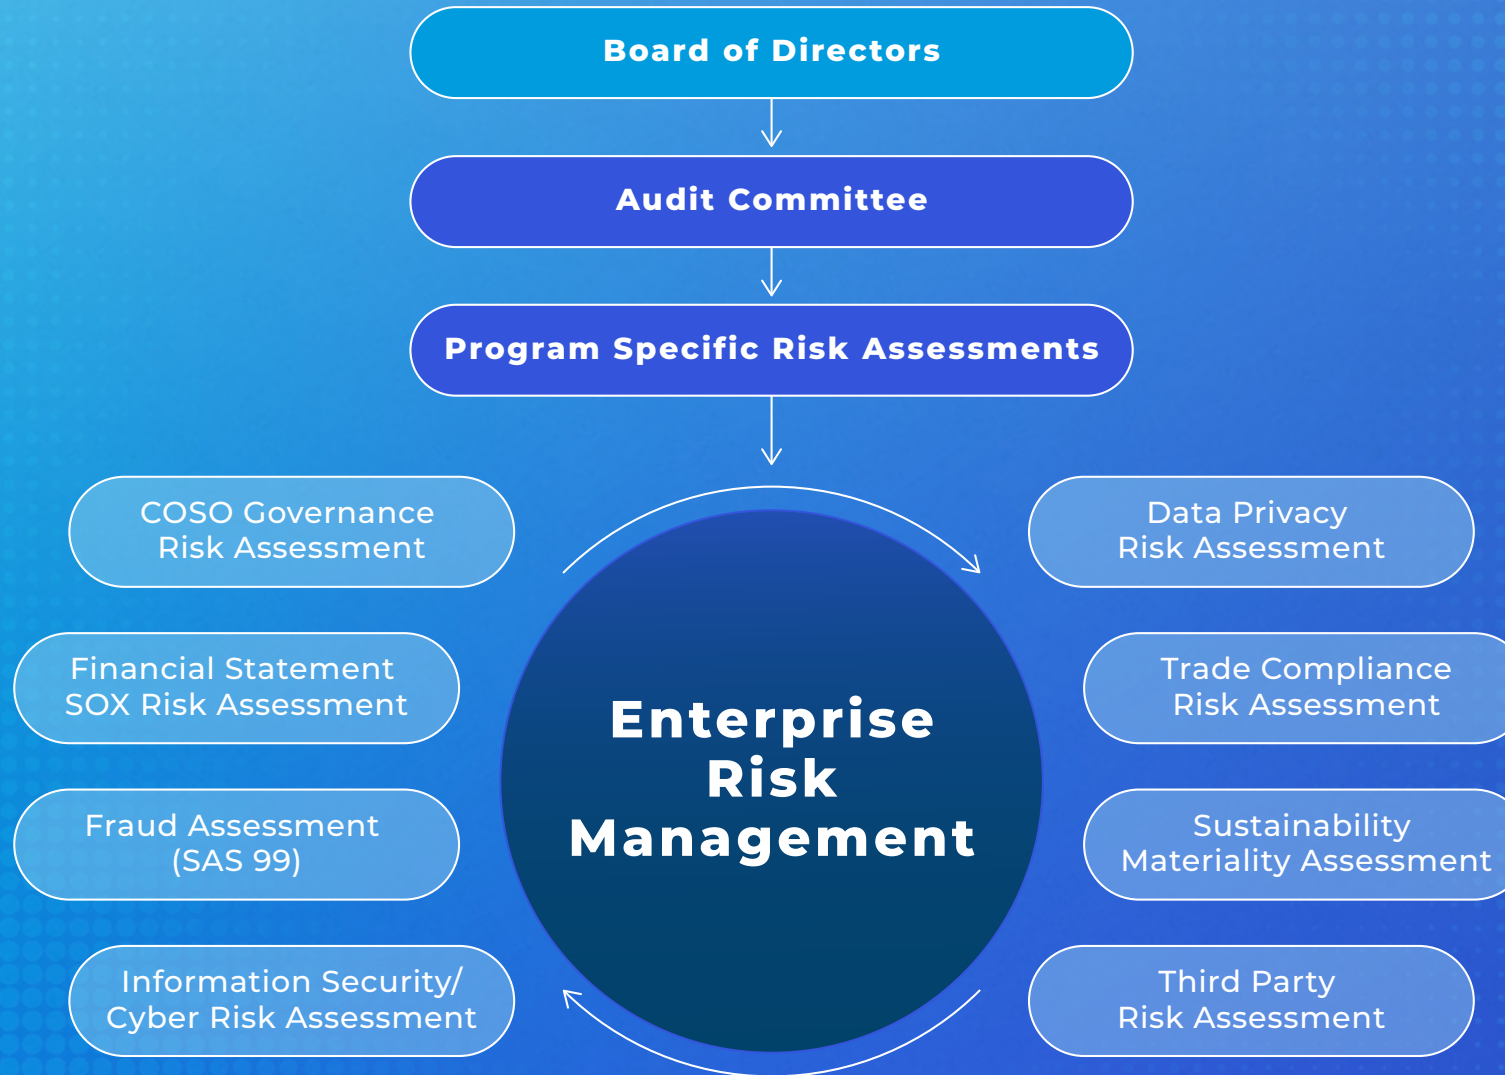 Board of Directors
Audit Committee
Program Specific Risk Assessments
COSO Governance
Risk Assessment
Financial Statement
SOX Risk Assessment
Fraud Assessment
(SAS 99)
Information Security/
Cyber Risk Assessment
Enterprise
Risk
Management
Data Privacy
Risk Assessment
Trade Compliance
Risk Assessment
Sustainability
Materiality Assessment
Third Party
Risk Assessment